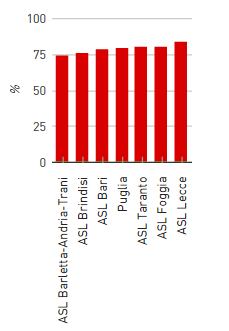 100
75
%
50
25
0
ASL Barletta-Andria-Trani
ASL Brindisi
ASL Bari
Puglia
ASL Taranto
ASL Foggia
ASL Lecce